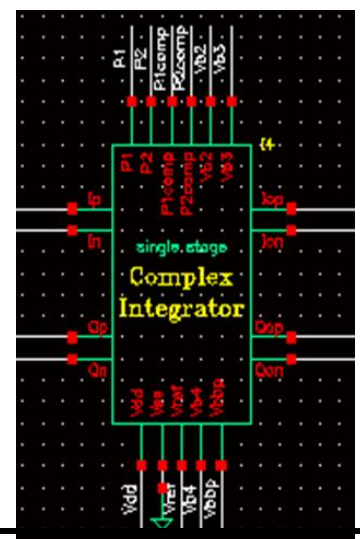 P1 P2 P1comp P2comp Vb2 Vb3
P1 P2 P1comp P2comp Vb2 Vb3
I4
Ip Iop
In Ion
single.stage
Complex
Integrator
Qp Qop
Qn Qon
Vdd Vss Vref Vb4 Vbbp
Vdd Vref Vb4 Vbbp